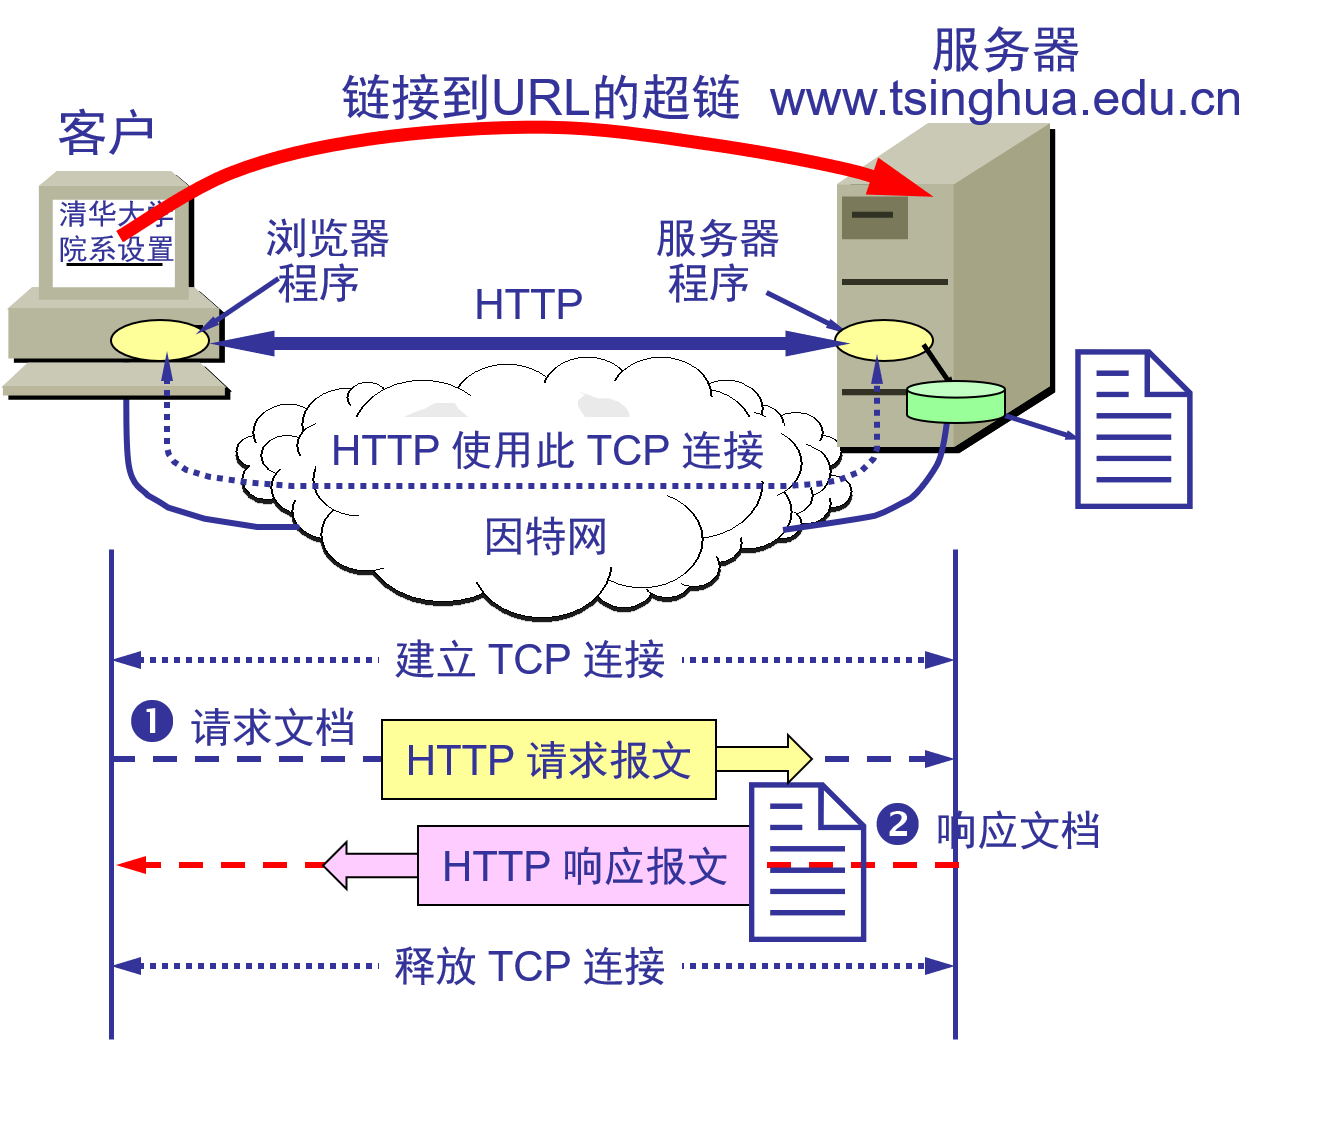 服务器
链接到URL的超链 www.tsinghua.edu.cn
客户
清华大学
院系设置
浏览器
程序
服务器
程序
HTTP
HTTP 使用此 TCP 连接
因特网
建立 TCP 连接
❶ 请求文档
HTTP 请求报文
❷ 响应文档
HTTP 响应报文
释放 TCP 连接